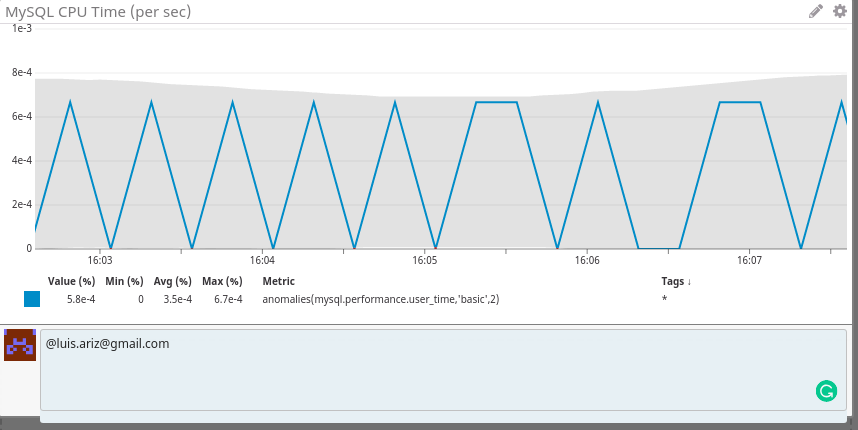 MySQL CPU Time (per sec)
1e-3
8e-4
6e-4
4e-4
2e-4
0
16:03 16:04 16:05 16:06 16:07
Value (%) Min (%) Avg (%) Max (%) Metric Tags ↓
5.8e-4 0 3.5e-4 6.7e-4 anomalies(mysql.performance.user_time,'basic',2) *
@luis.ariz@gmail.com